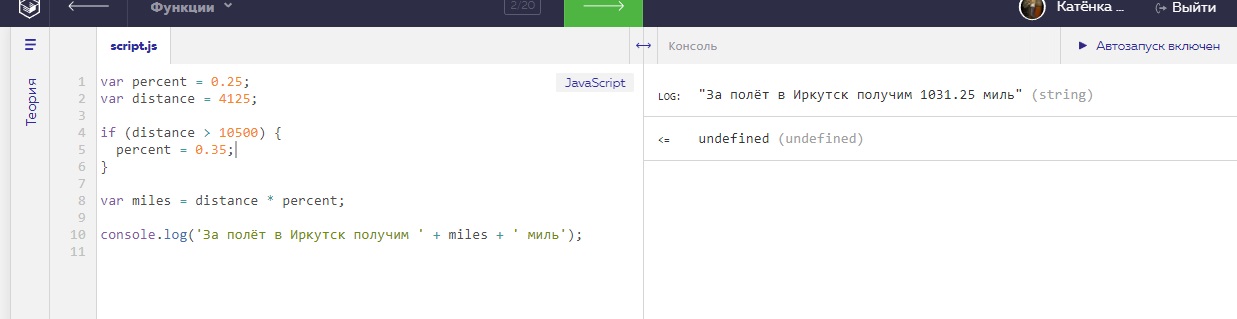 Функции
2/20
Катёнка ...
Выйти
Теория
script.js
JavaScript
1 var percent = 0.25;
2 var distance = 4125;
3
4 if (distance > 10500) {
5 percent = 0.35;
6 }
7
8 var miles = distance * percent;
9
10 console.log('За полёт в Иркутск получим ' + miles + ' миль');
11
Консоль
Автозапуск включен
LOG: "За полёт в Иркутск получим 1031.25 миль" (string)
<= undefined (undefined)